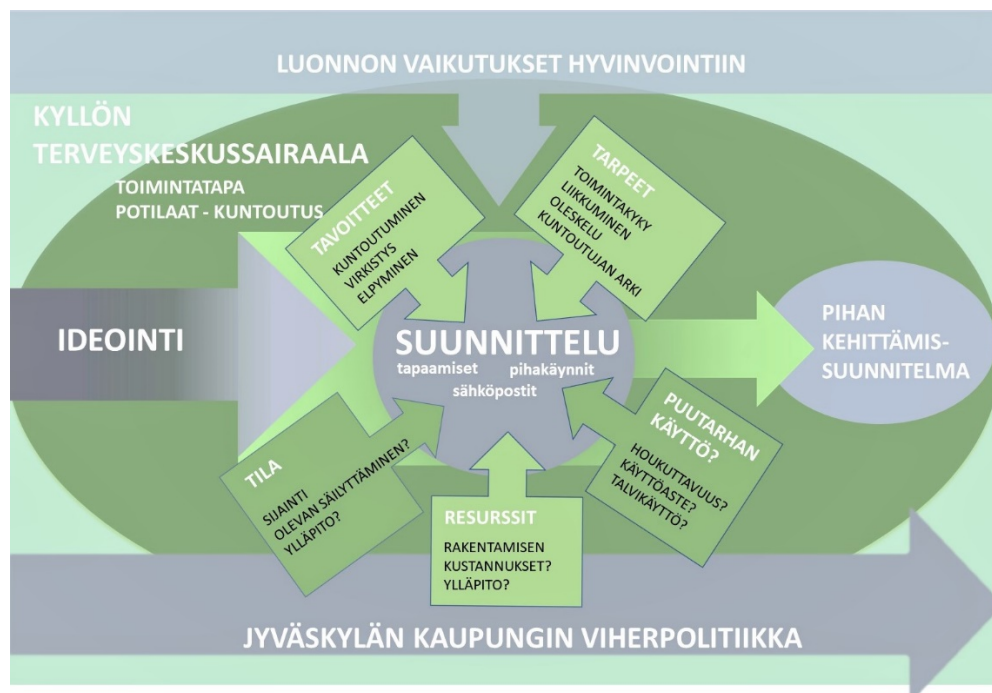 LUONNON VAIKUTUKSET HYVINVOINTIIN
KYLLÖN
TERVEYSKESKUSSAIRAALA
TOIMINTATAPA
POTILAAT - KUNTOUTUS
TAVOITTEET
KUNTOUTUMINEN
VIRKISTYS
ELPYMINEN
TARPEET
TOIMINTAKYKY
LIIKKUMINEN
OLESKELU
KUNTOUTUJAN ARKI
IDEOINTI
SUUNNITTELU
tapaamiset pihakäynnit
sähköpostit
PIHAN
KEHITTÄMIS-
SUUNNITELMA
TILA
SIJAINTI
OLEVAN SÄILYTTÄMINEN?
YLLÄPITO?
RESURSSIT
RAKENTAMISEN
KUSTANNUKSET?
YLLÄPITO?
PUUTARHAN
KÄYTTÖ?
HOUKUTTAVUUS?
KÄYTTÖASTE?
TALVIKÄYTTÖ?
JYVÄSKYLÄN KAUPUNGIN VIHERPOLITIIKKA